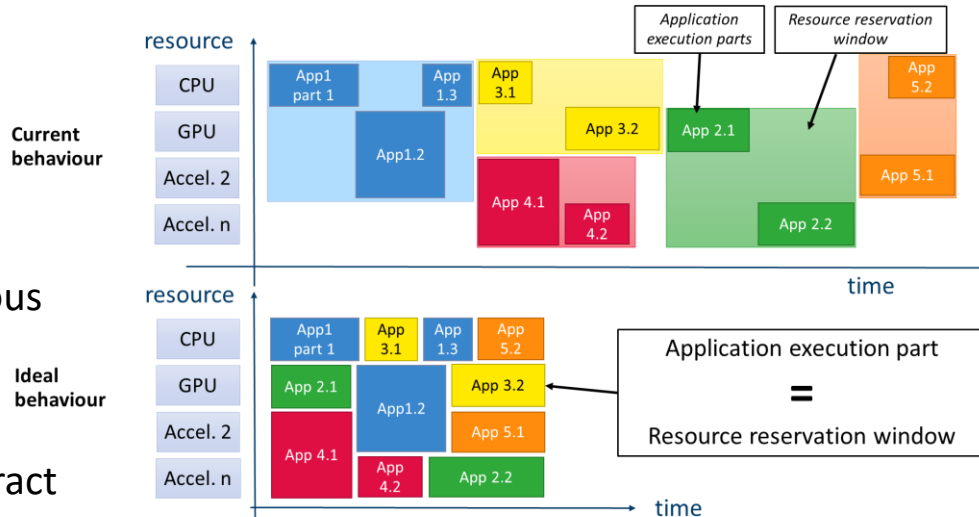 Application
execution parts
Resource reservation
window
resource
CPU
GPU
Accel. 2
Accel. n
Current
behaviour
App1
part 1
App
1.3
App1.2
App
3.1
App 3.2
App 4.1
App
4.2
App 2.1
App 2.2
App
5.2
App 5.1
time
ous
resource
CPU
GPU
Accel. 2
Accel. n
Ideal
behaviour
App1
part 1
App
3.1
App
1.3
App
5.2
App 2.1
App1.2
App 3.2
App 4.1
App 5.1
App
4.2
App 2.2
Application execution part
=
Resource reservation window
ract
time